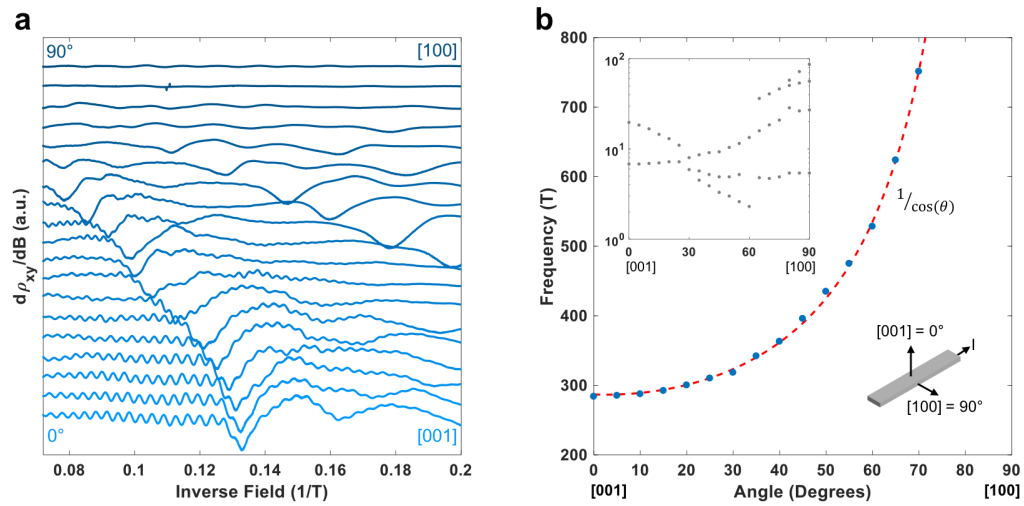 a
90°
[100]
dρxy/dB (a.u.)
0°
[001]
0.08 0.1 0.12 0.14 0.16 0.18 0.2
Inverse Field (1/T)
b
800
700
600
500
400
300
200
Frequency (T)
10²
10¹
10⁰
0 30 60 90
[001] [100]
1/cos(θ)
[001] = 0°
I
[100] = 90°
0 10 20 30 40 50 60 70 80 90
[001] Angle (Degrees) [100]